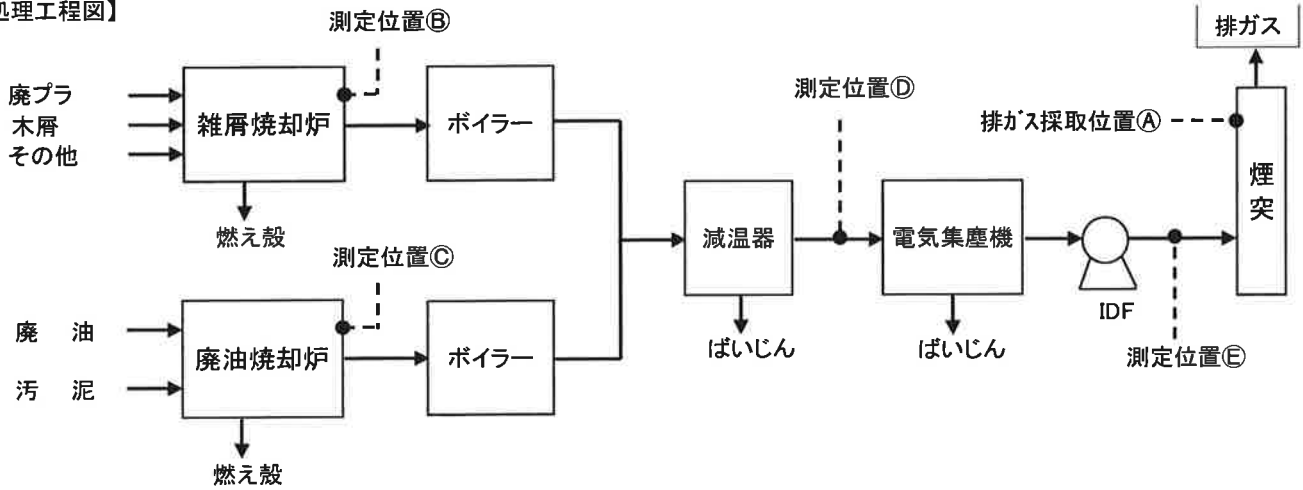 処理工程図】
測定位置Ⓑ
廃プラ
木屑
その他
雑屑焼却炉
ボイラー
燃え殻
測定位置Ⓒ
廃　油
汚　泥
廃油焼却炉
ボイラー
燃え殻
減温器
ばいじん
測定位置Ⓓ
電気集塵機
ばいじん
IDF
測定位置Ⓔ
排ガス採取位置Ⓐ
煙突
排ガス